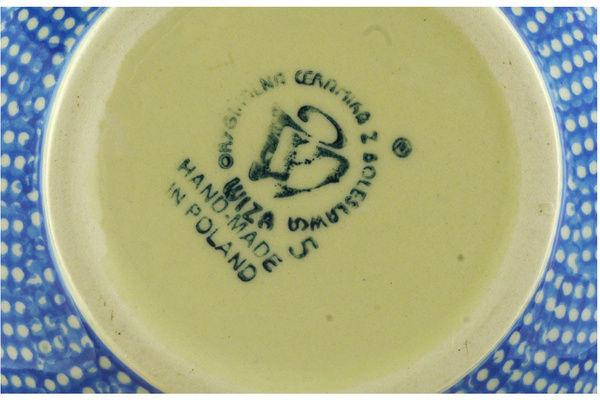 ORYGINALNA CERAMIKA Z BOLESŁAWCA
®
WIZA
5
HAND-MADE
IN POLAND